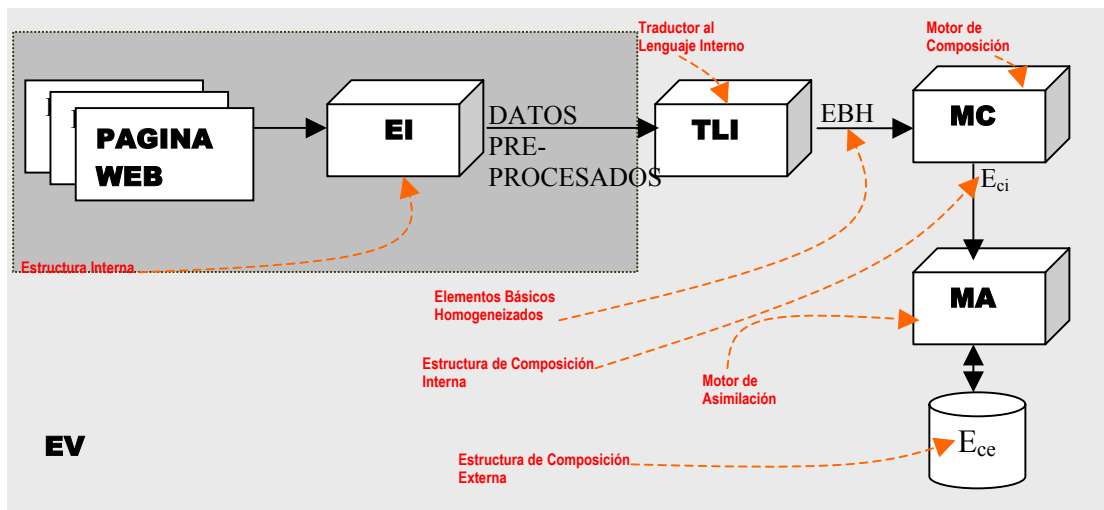 Traductor al
Lenguaje Interno
Motor de
Composición
PAGINA
WEB
EI
DATOS
PRE-
PROCESADOS
TLI
EBH
MC
Eci
Estructura Interna
Elementos Básicos
Homogeneizados
MA
Estructura de Composición
Interna
Motor de
Asimilación
EV
Estructura de Composición
Externa
Ece